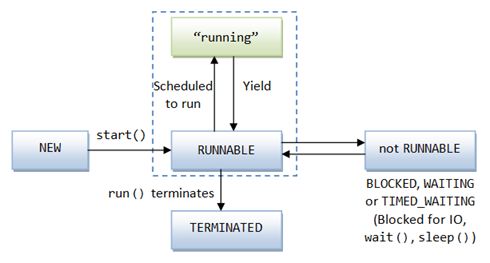 “running”
Scheduled
to run
Yield
NEW
start()
RUNNABLE
not RUNNABLE
run() terminates
BLOCKED, WAITING
or TIMED_WAITING
(Blocked for IO,
wait(), sleep())
TERMINATED